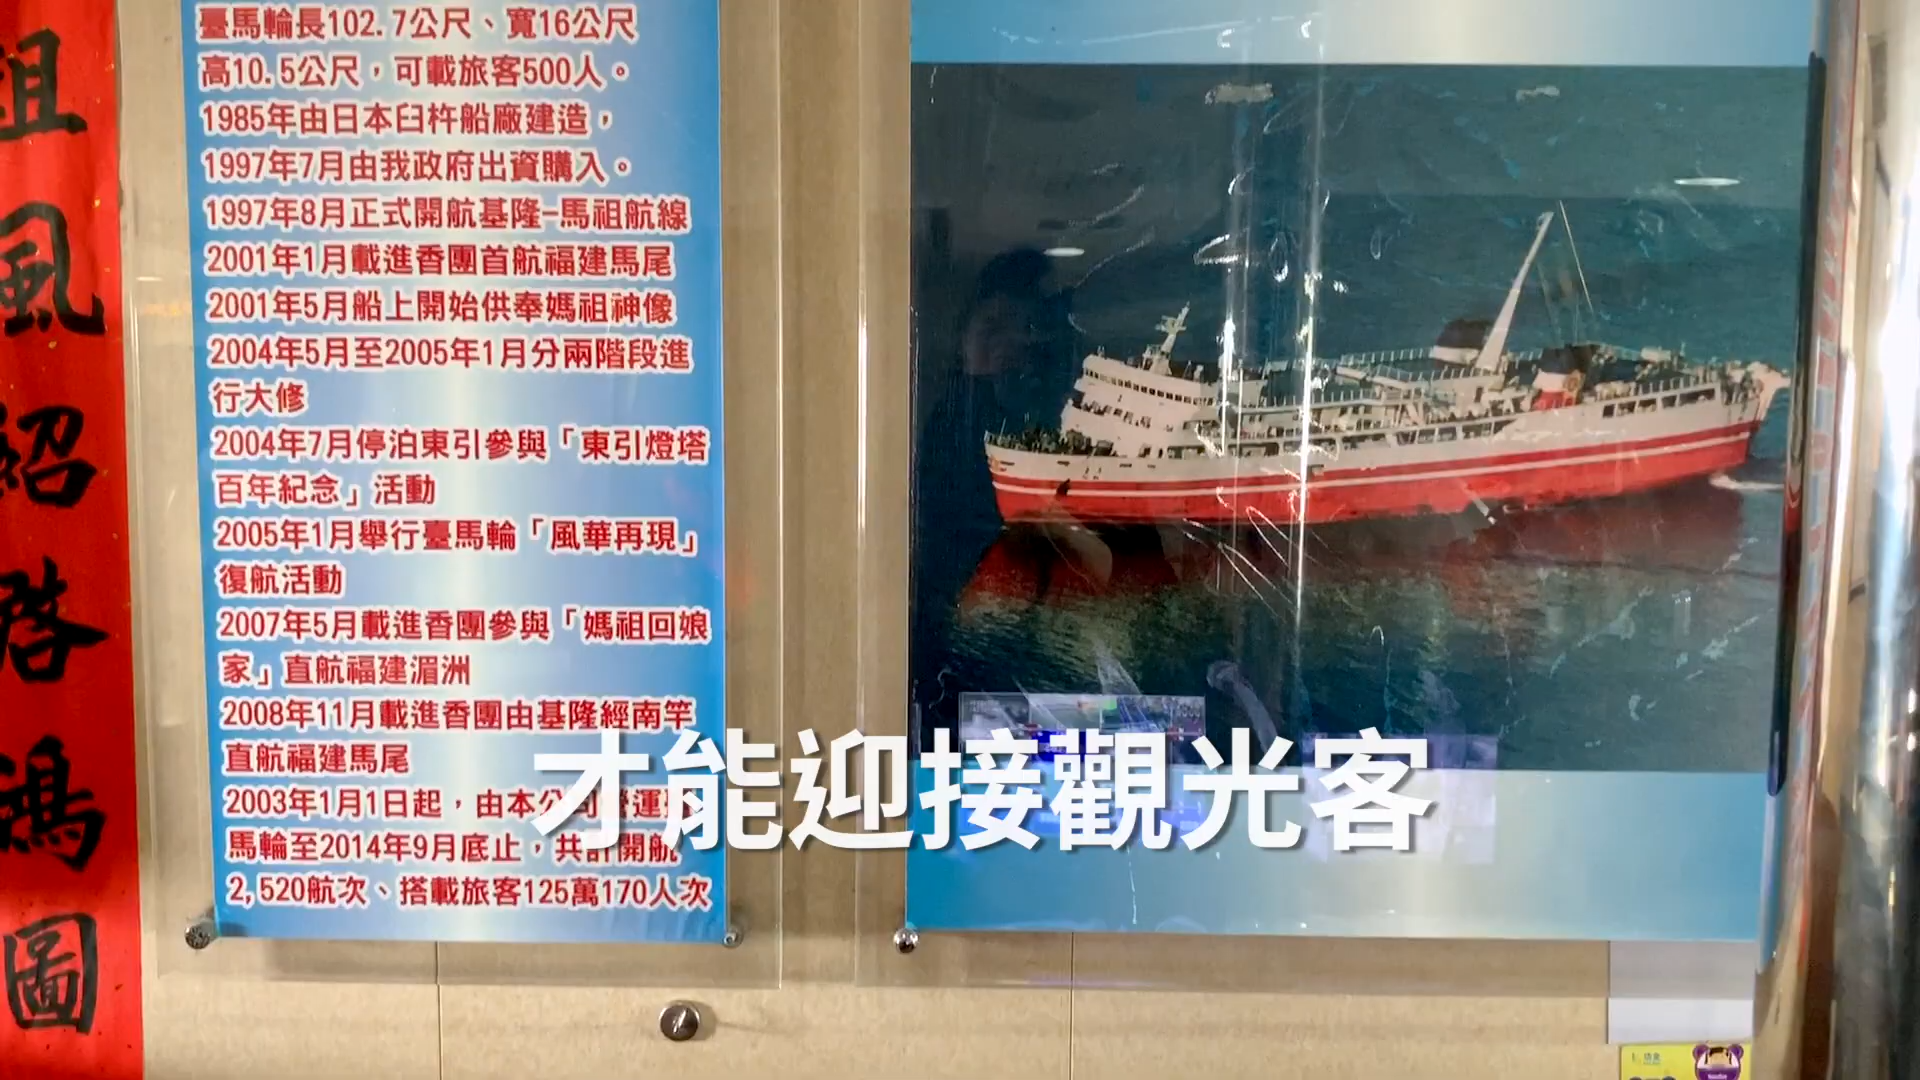 祖風紹啓鴻圖
臺馬輪長102.7公尺、寬16公尺
高10.5公尺，可載旅客500人。
1985年由日本臼杵船廠建造，
1997年7月由我政府出資購入。
1997年8月正式開航基隆-馬祖航線
2001年1月載進香團首航福建馬尾
2001年5月船上開始供奉媽祖神像
2004年5月至2005年1月分兩階段進
行大修
2004年7月停泊東引參與「東引燈塔
百年紀念」活動
2005年1月舉行臺馬輪「風華再現」
復航活動
2007年5月載進香團參與「媽祖回娘
家」直航福建湄洲
2008年11月載進香團由基隆經南竿
直航福建馬尾
2003年1月1日起，由本公司營運
馬輪至2014年9月底止，共計開航
2,520航次、搭載旅客125萬170人次
才能迎接觀光客